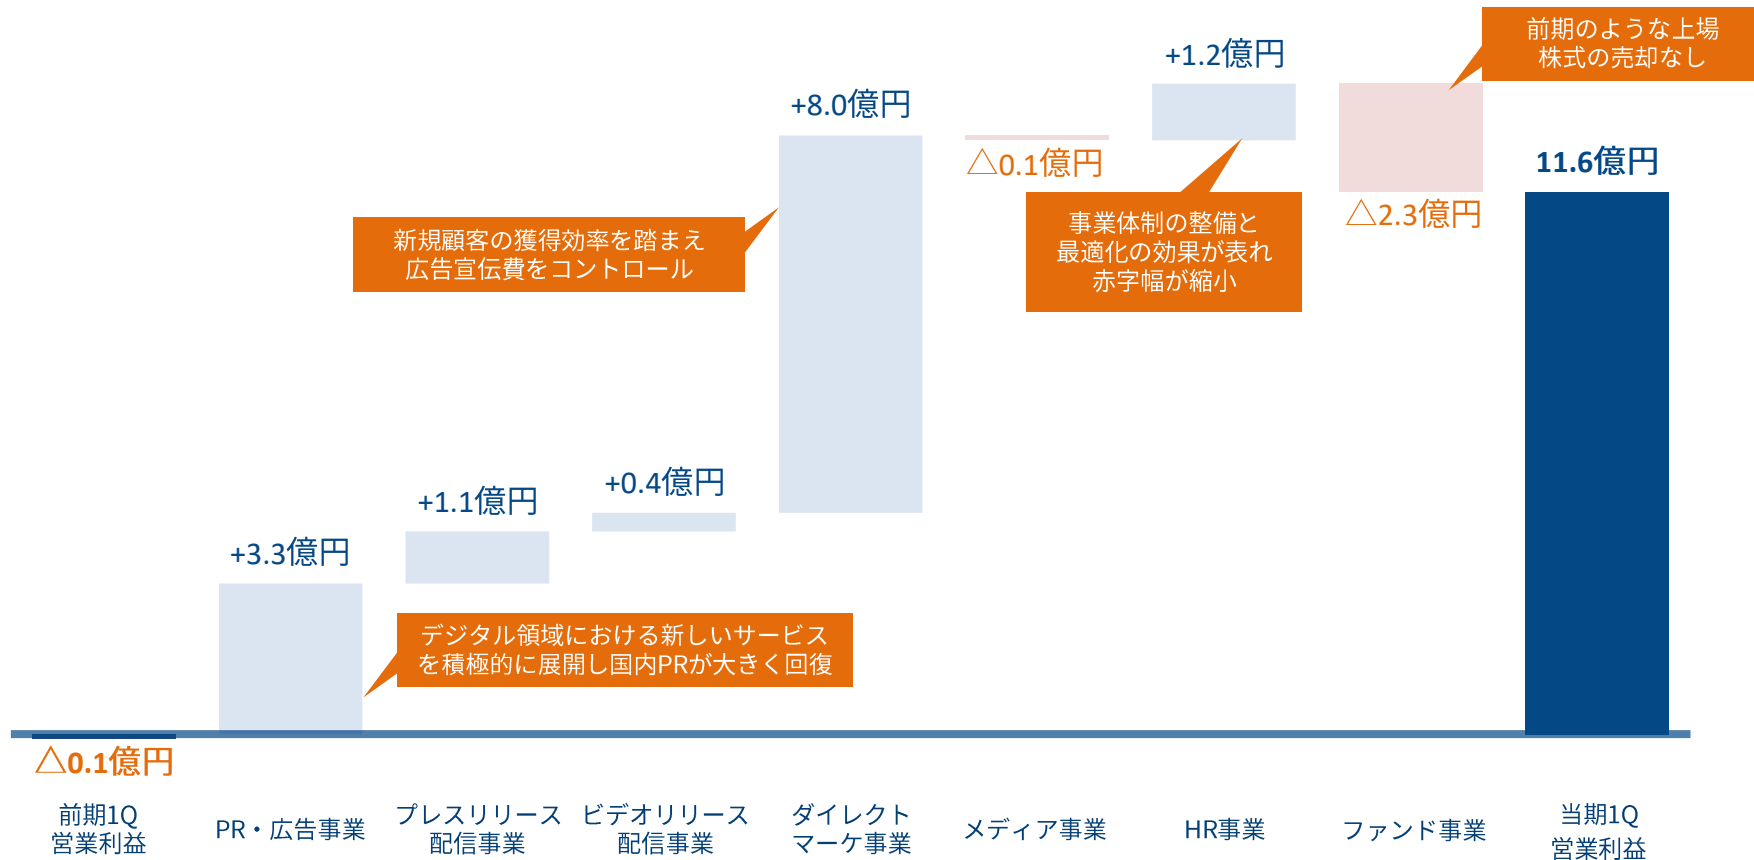 △0.1億円
前期1Q
営業利益
+3.3億円
デジタル領域における新しいサービス
を積極的に展開し国内PRが大きく回復
PR・広告事業
+1.1億円
プレスリリース
配信事業
+0.4億円
ビデオリリース
配信事業
+8.0億円
新規顧客の獲得効率を踏まえ
広告宣伝費をコントロール
ダイレクト
マーケ事業
△0.1億円
メディア事業
+1.2億円
事業体制の整備と
最適化の効果が表れ
赤字幅が縮小
HR事業
前期のような上場
株式の売却なし
△2.3億円
ファンド事業
11.6億円
当期1Q
営業利益